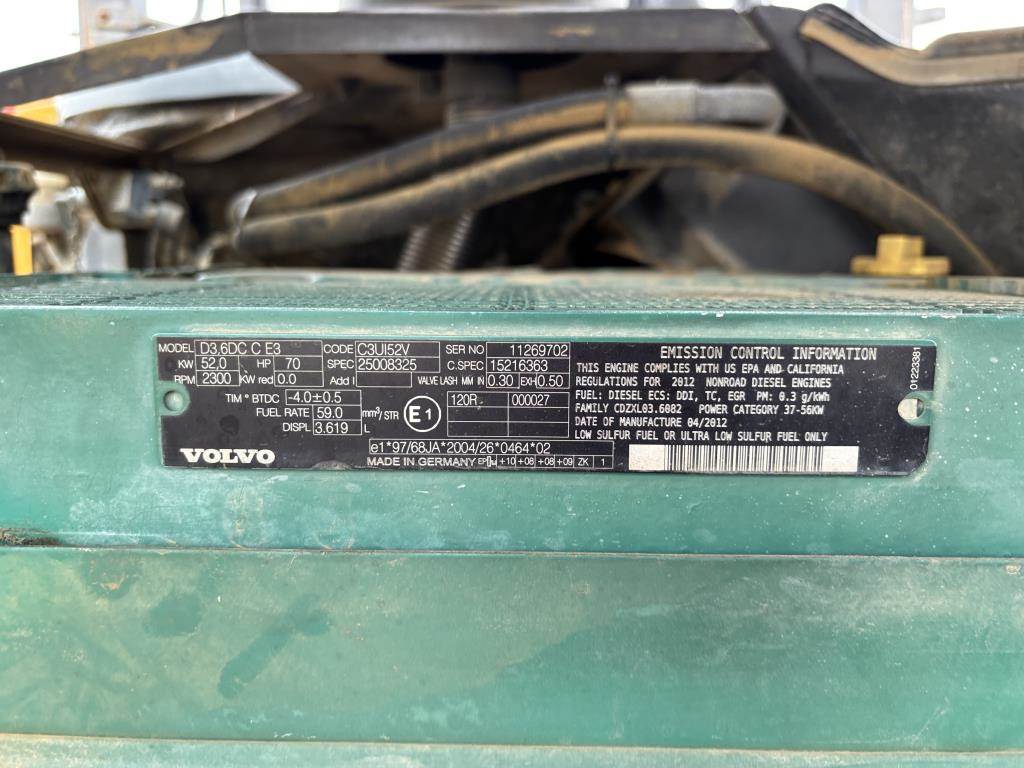 MODEL D3,6DC C E3 CODE C3UI52V SER NO 11269702
KW 52,0 HP 70 SPEC 25008325 C.SPEC 15216363
RPM 2300 KW red 0.0 Add I VALVE LASH MM IN 0.30 EXH 0.50
TIM ° BTDC -4.0±0.5 120R 000027
FUEL RATE 59.0 mm³/STR E1
DISPL 3.619 L
e1*97/68JA*2004/26*0464*02
VOLVO MADE IN GERMANY EP +10 +08 +08 +09 ZK 1
EMISSION CONTROL INFORMATION
THIS ENGINE COMPLIES WITH US EPA AND CALIFORNIA
REGULATIONS FOR 2012 NONROAD DIESEL ENGINES
FUEL: DIESEL ECS: DDI, TC, EGR PM: 0.3 g/kWh
FAMILY CDZXL03.6082 POWER CATEGORY 37-56KW
DATE OF MANUFACTURE 04/2012
LOW SULFUR FUEL OR ULTRA LOW SULFUR FUEL ONLY
01223381